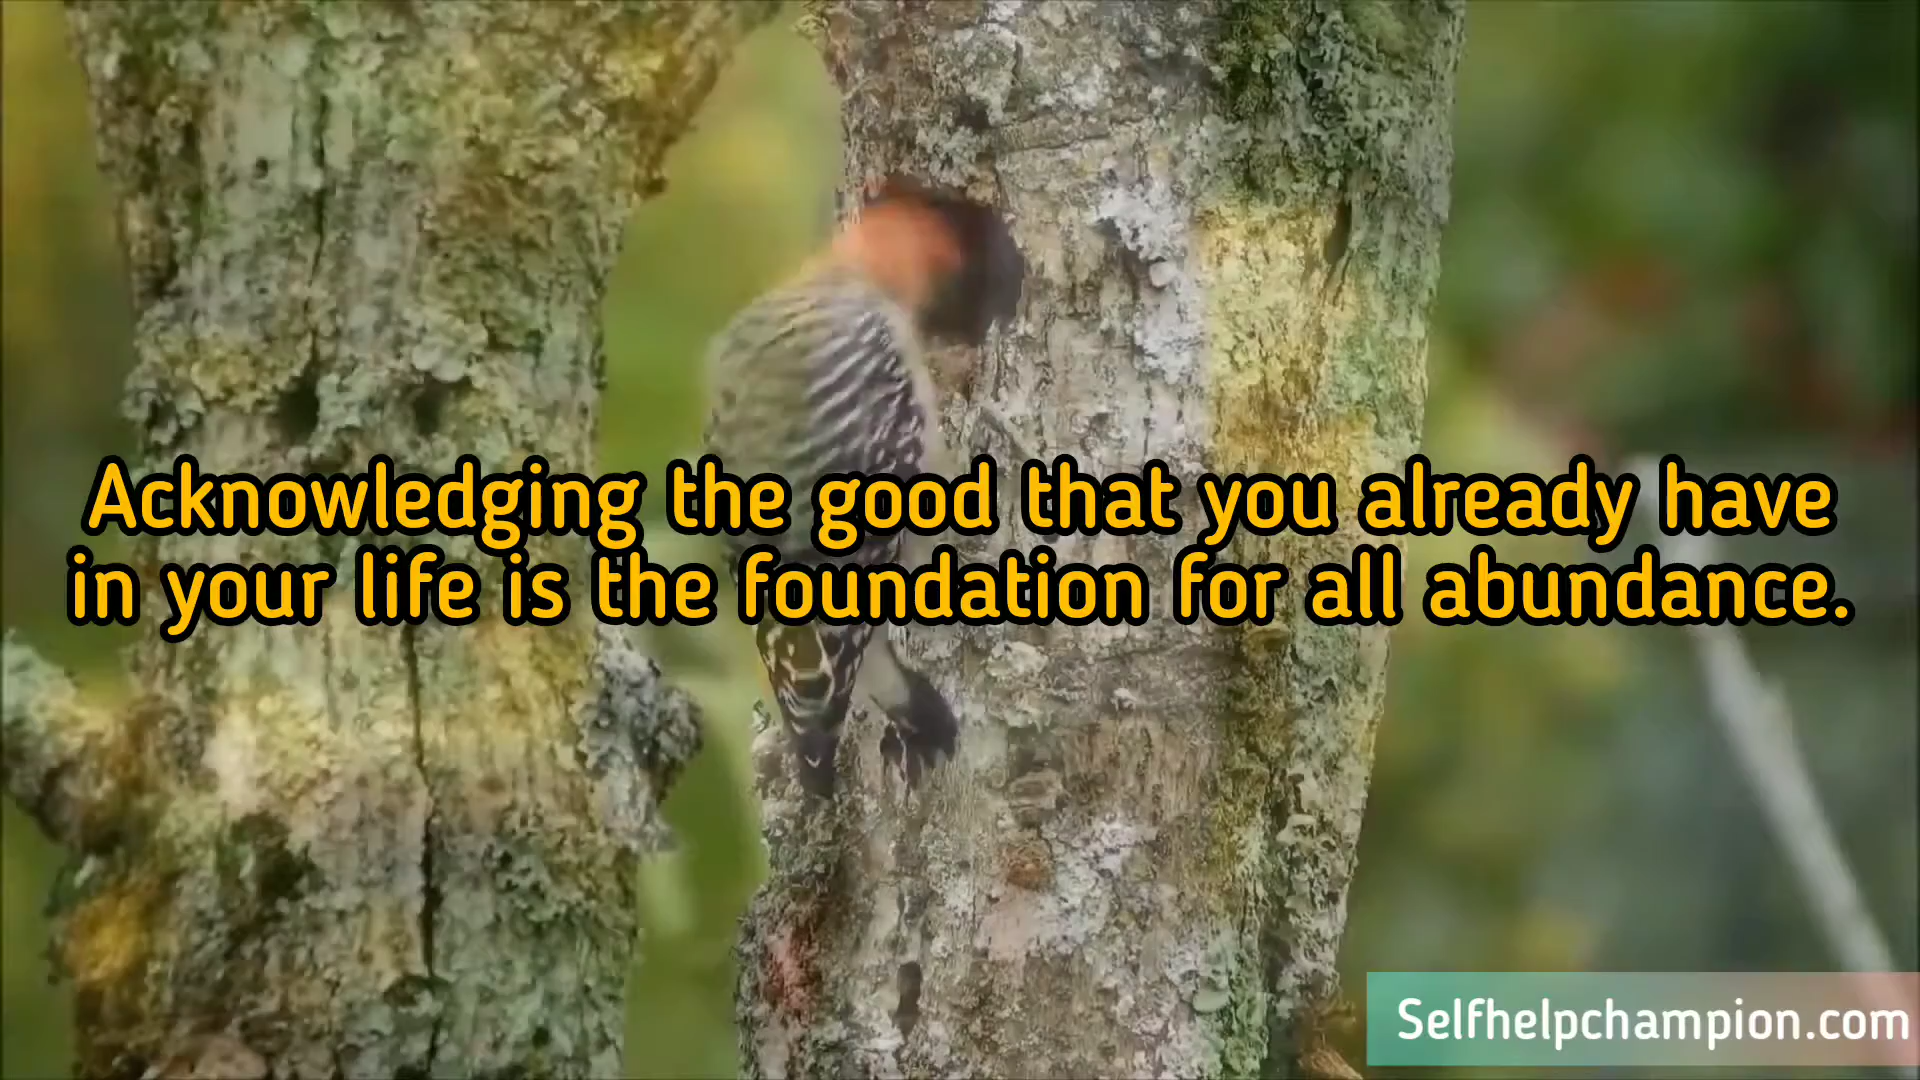 Acknowledging the good that you already have
in your life is the foundation for all abundance.
Selfhelpchampion.com